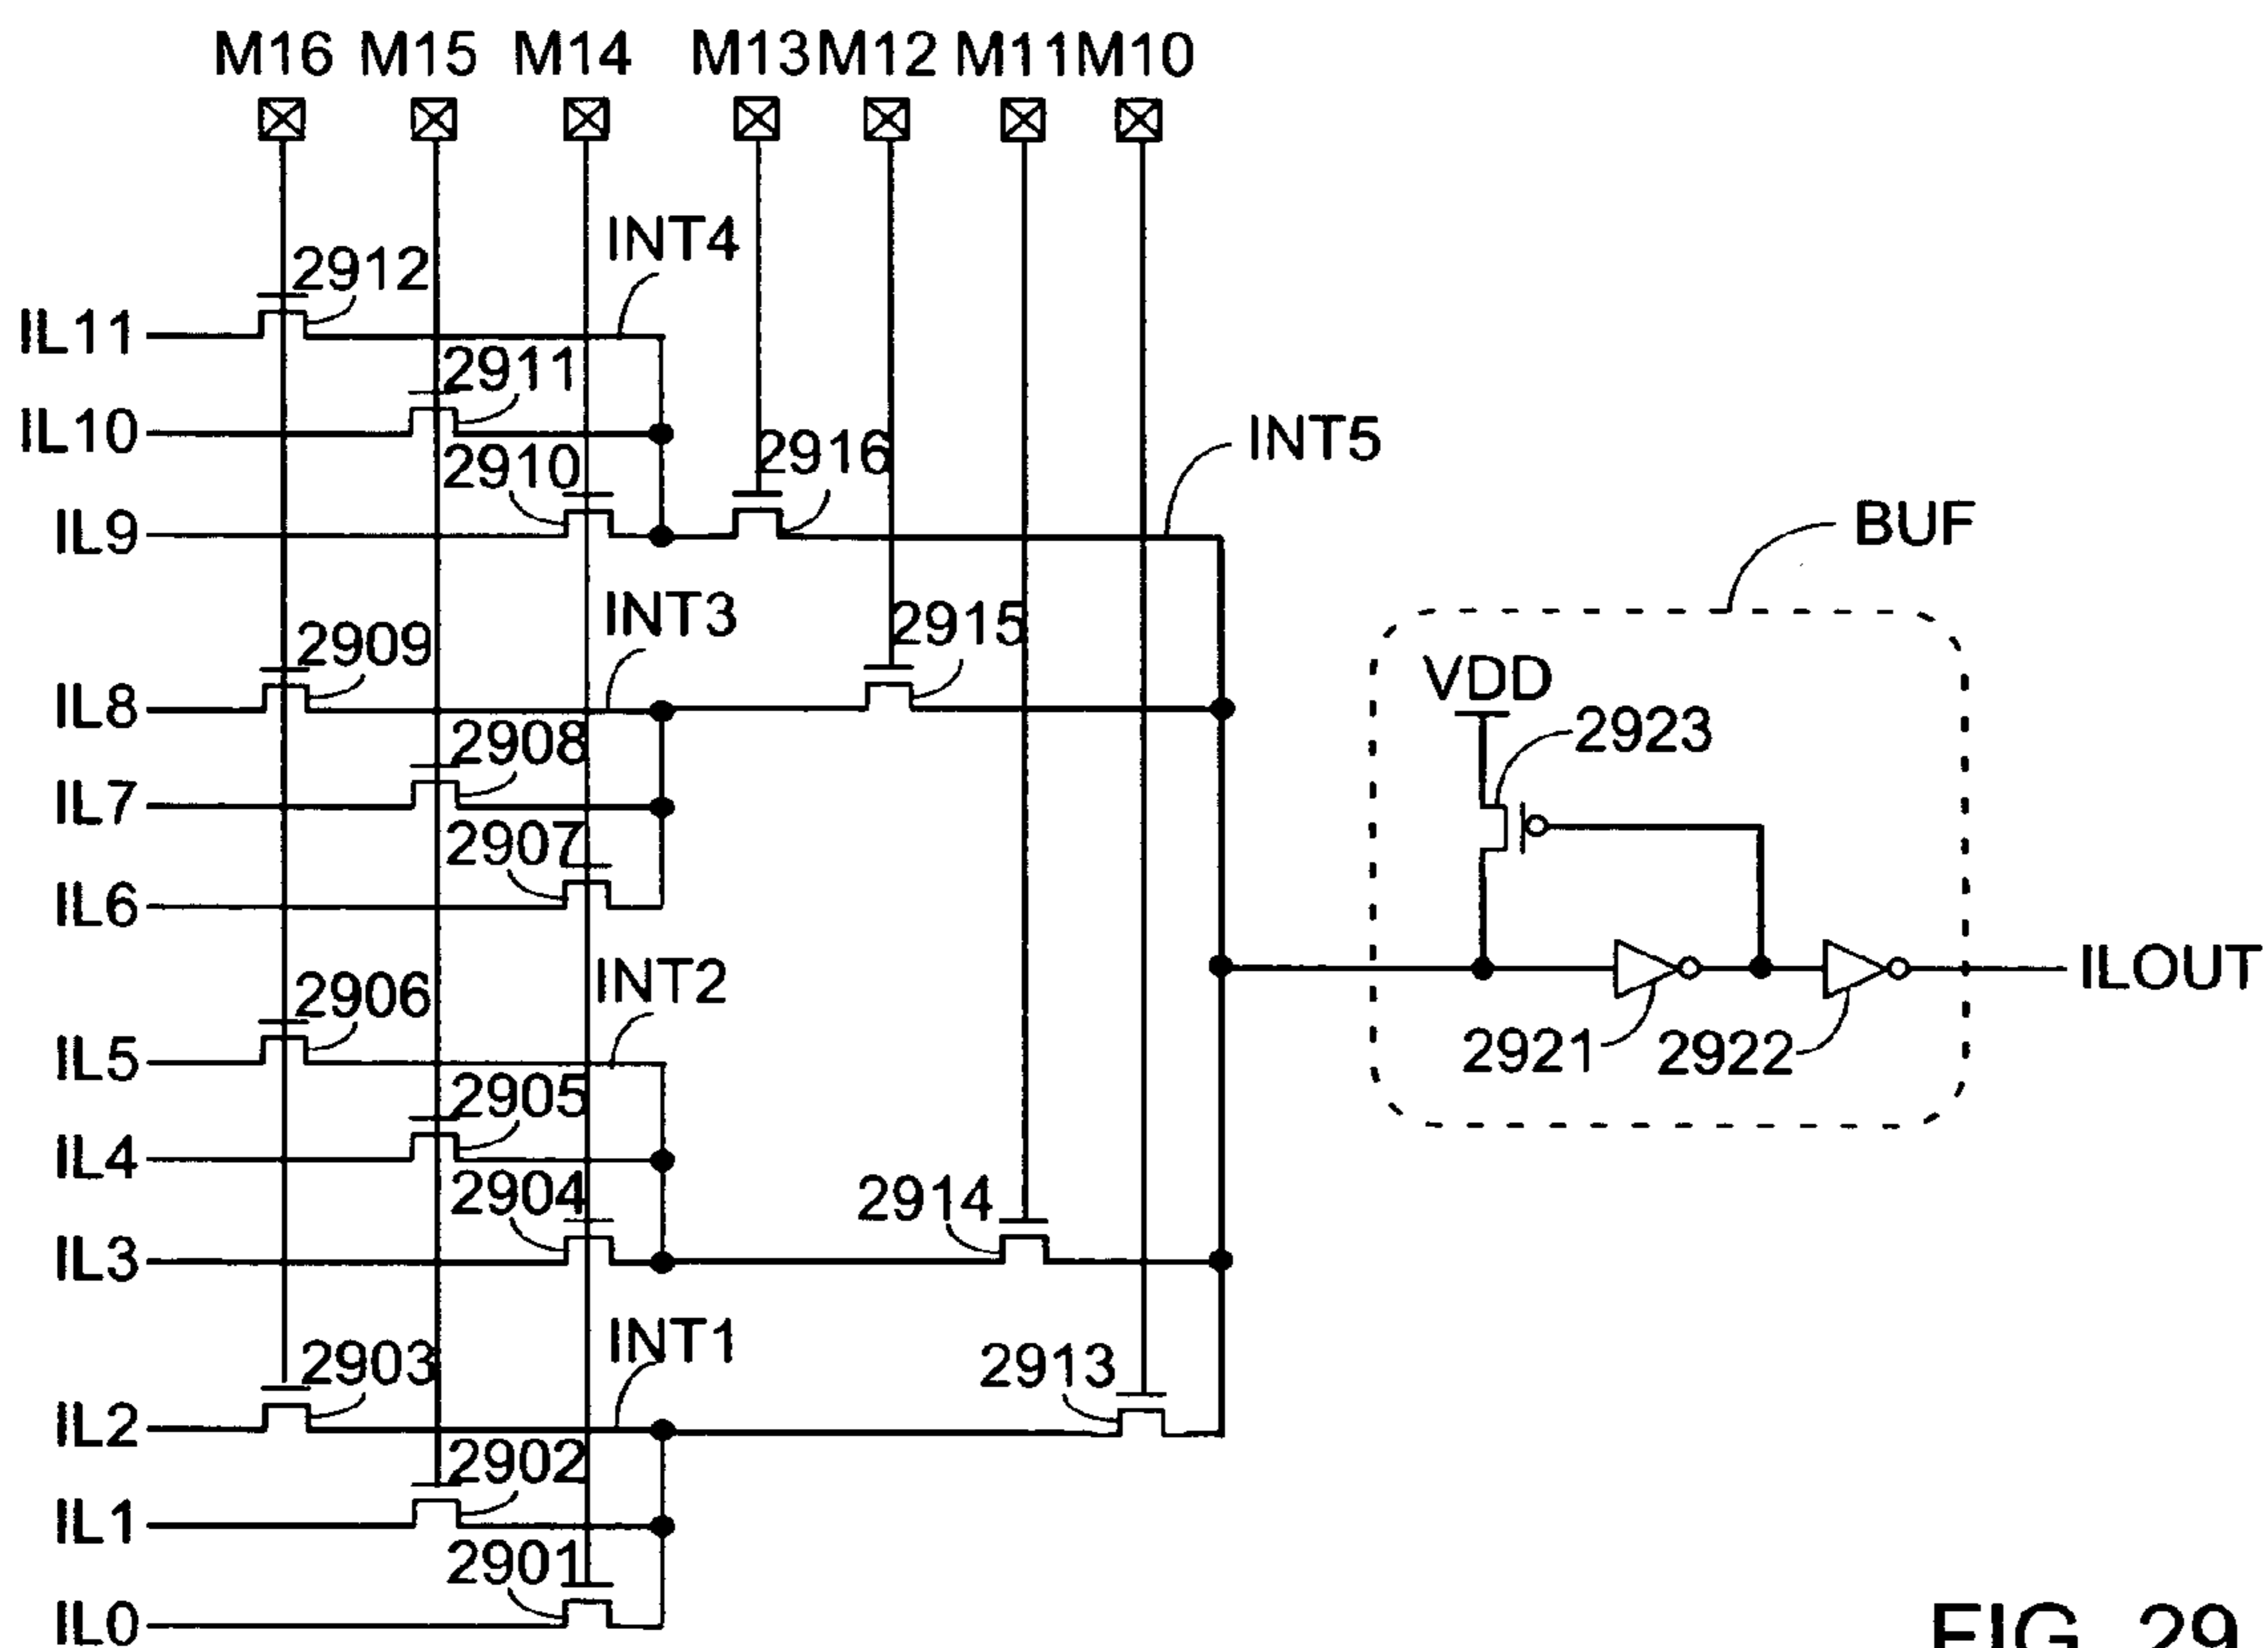 M16 M15 M14 M13 M12 M11 M10
INT4
2912
IL11
2911
IL10
2910
2916
INT5
IL9
BUF
INT3
2915
2909
IL8
VDD
2908
2923
IL7
2907
IL6
INT2
2906
ILOUT
IL5
2921
2922
2905
IL4
2904
2914
IL3
INT1
2903
2913
IL2
2902
IL1
2901
IL0
FIG. 29